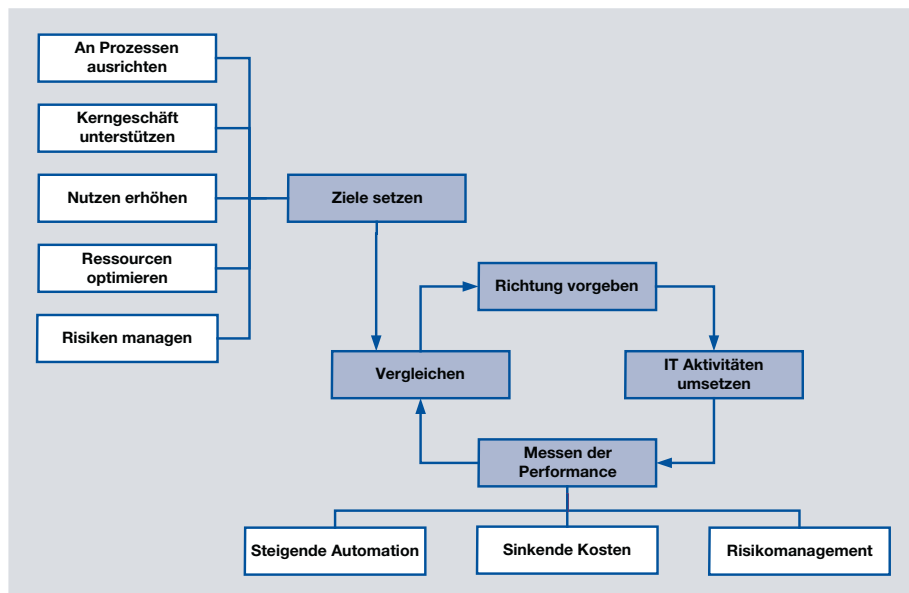 An Prozessen
ausrichten
Kerngeschäft
unterstützen
Nutzen erhöhen
Ressourcen
optimieren
Risiken managen
Ziele setzen
Richtung vorgeben
Vergleichen
IT Aktivitäten
umsetzen
Messen der
Performance
Steigende Automation
Sinkende Kosten
Risikomanagement